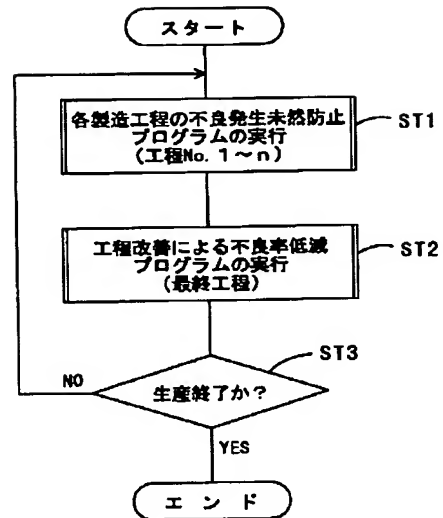 スタート
各製造工程の不良発生未然防止
プログラムの実行
(工程No. 1~n)
ST1
工程改善による不良率低減
プログラムの実行
(最終工程)
ST2
ST3
生産終了か?
NO
YES
エンド